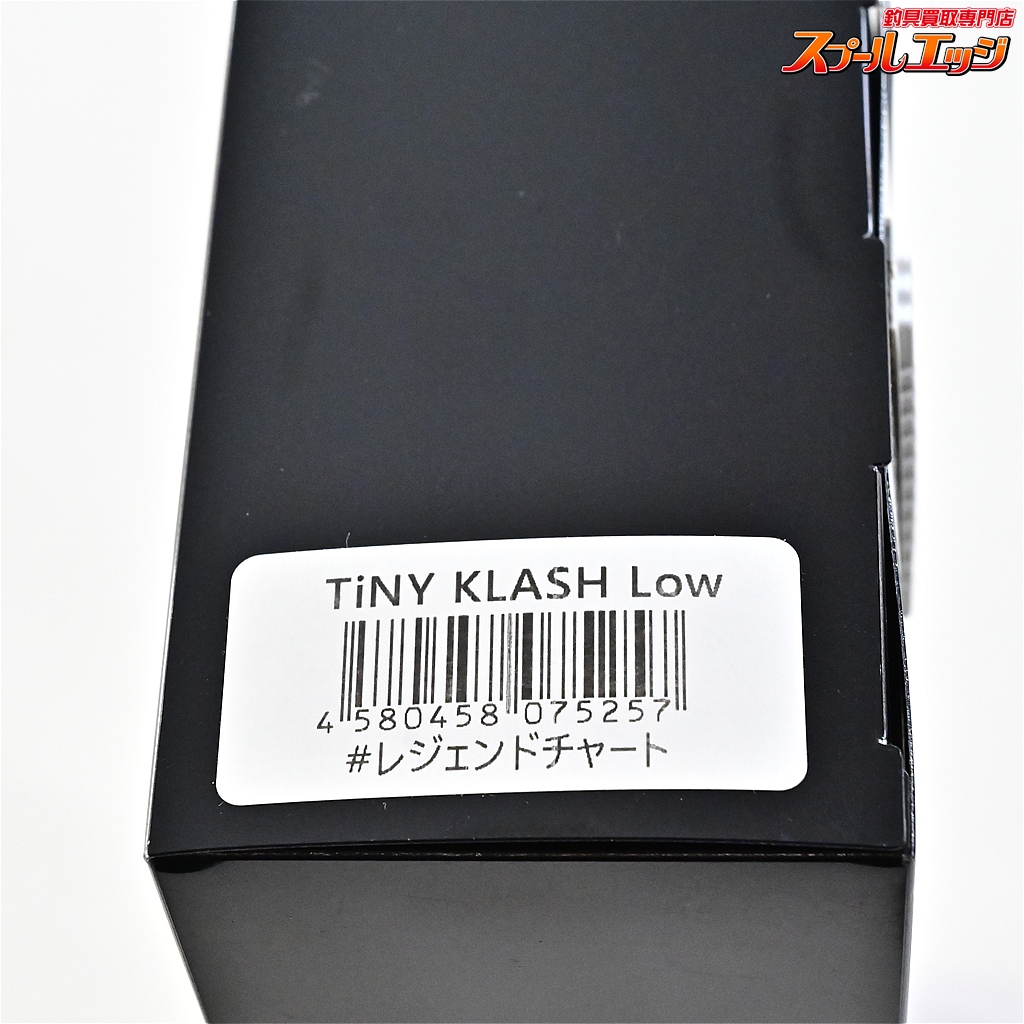 釣具買取専門店
スプールエッジ
TiNY KLASH Low
4 580458 075257
#レジェンドチャート